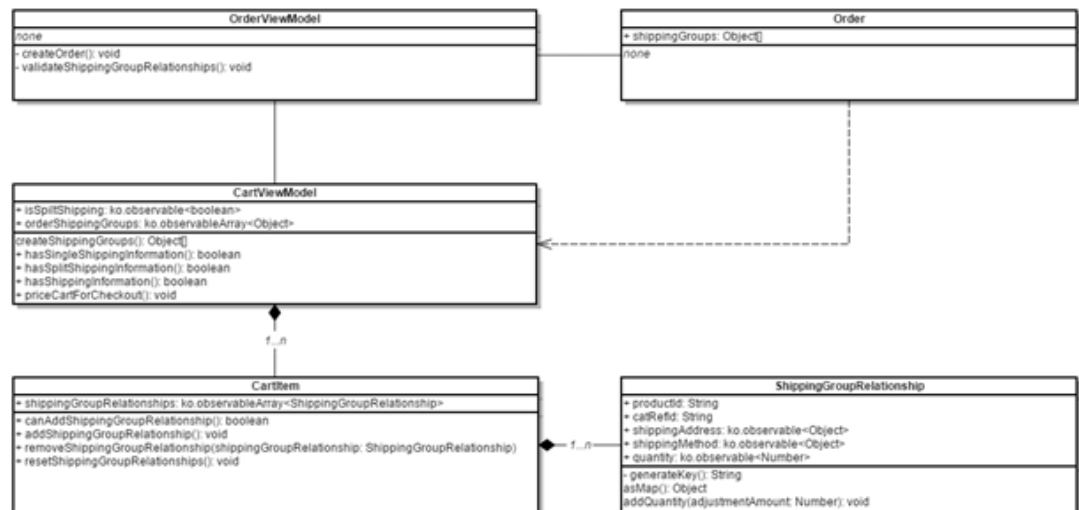 OrderViewModel
none
- createOrder(): void
- validateShippingGroupRelationships(): void
Order
+ shippingGroups: Object[]
none
CartViewModel
+ isSplitShipping: ko.observable<boolean>
+ orderShippingGroups: ko.observableArray<Object>
createShippingGroups(): Object[]
+ hasSingleShippingInformation(): boolean
+ hasSplitShippingInformation(): boolean
+ hasShippingInformation(): boolean
+ priceCartForCheckout(): void
1...n
CartItem
+ shippingGroupRelationships: ko.observableArray<ShippingGroupRelationship>
+ canAddShippingGroupRelationship(): boolean
+ addShippingGroupRelationship(): void
+ removeShippingGroupRelationship(shippingGroupRelationship: ShippingGroupRelationship)
+ resetShippingGroupRelationships(): void
1...n
ShippingGroupRelationship
+ productId: String
+ catRefId: String
+ shippingAddress: ko.observable<Object>
+ shippingMethod: ko.observable<Object>
+ quantity: ko.observable<Number>
- generateKey(): String
asMap(): Object
addQuantity(adjustmentAmount: Number): void